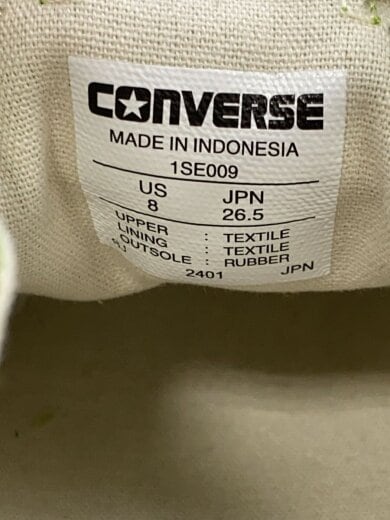 CONVERSE
MADE IN INDONESIA
1SE009
US JPN
8 26.5
UPPER : TEXTILE
LINING : TEXTILE
OUTSOLE : RUBBER
2401 JPN